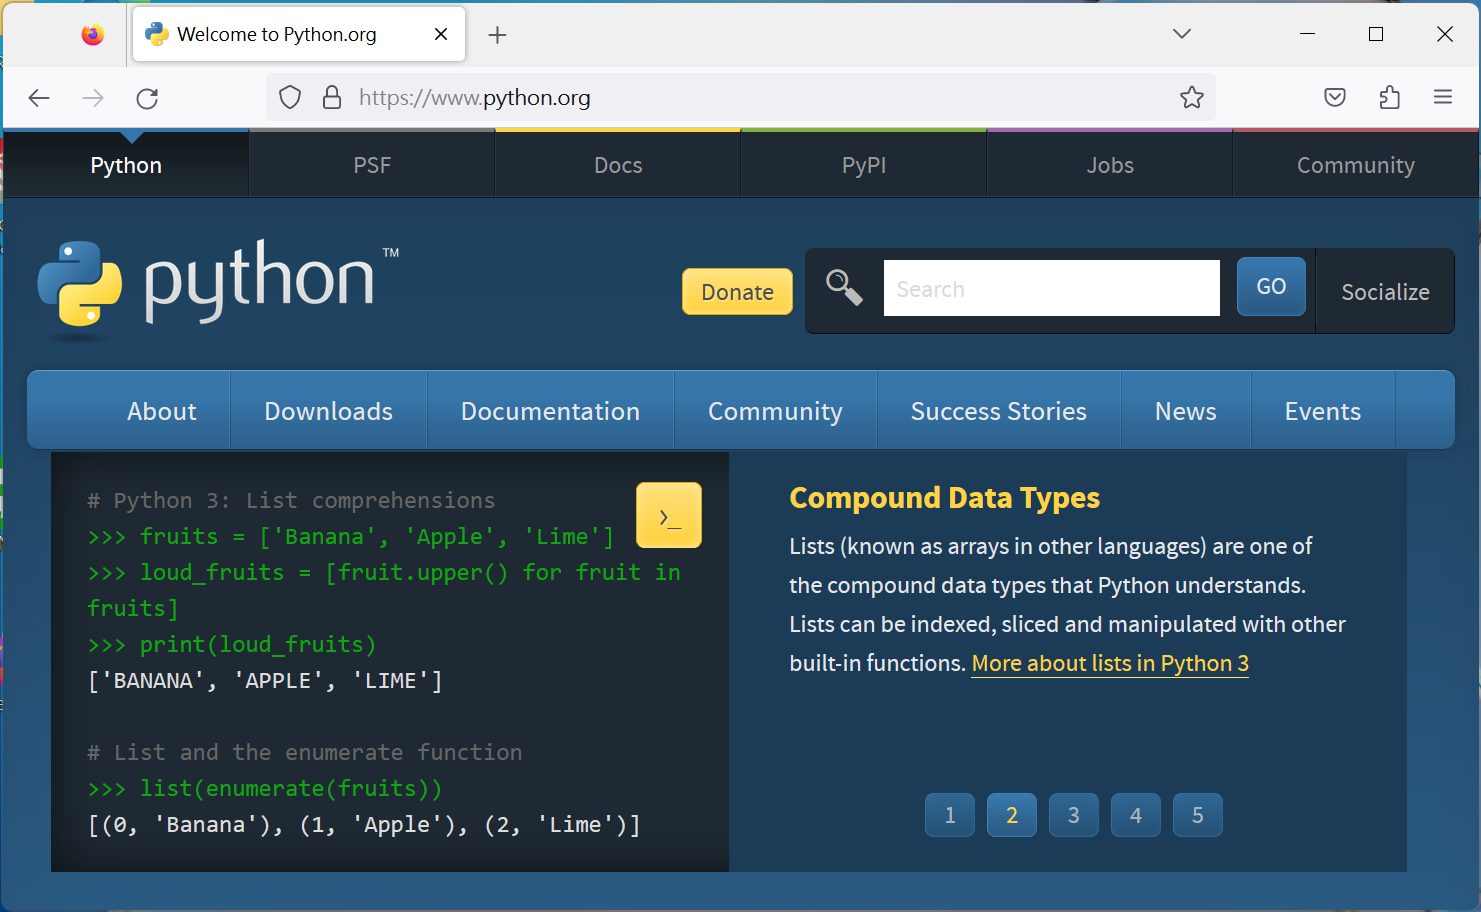 Welcome to Python.org
https://www.python.org
Python PSF Docs PyPI Jobs Community
python TM
Donate Search GO Socialize
About Downloads Documentation Community Success Stories News Events
# Python 3: List comprehensions
>>> fruits = ['Banana', 'Apple', 'Lime']
>>> loud_fruits = [fruit.upper() for fruit in
fruits]
>>> print(loud_fruits)
['BANANA', 'APPLE', 'LIME']
# List and the enumerate function
>>> list(enumerate(fruits))
[(0, 'Banana'), (1, 'Apple'), (2, 'Lime')]
>_
Compound Data Types
Lists (known as arrays in other languages) are one of
the compound data types that Python understands.
Lists can be indexed, sliced and manipulated with other
built-in functions. More about lists in Python 3
1 2 3 4 5